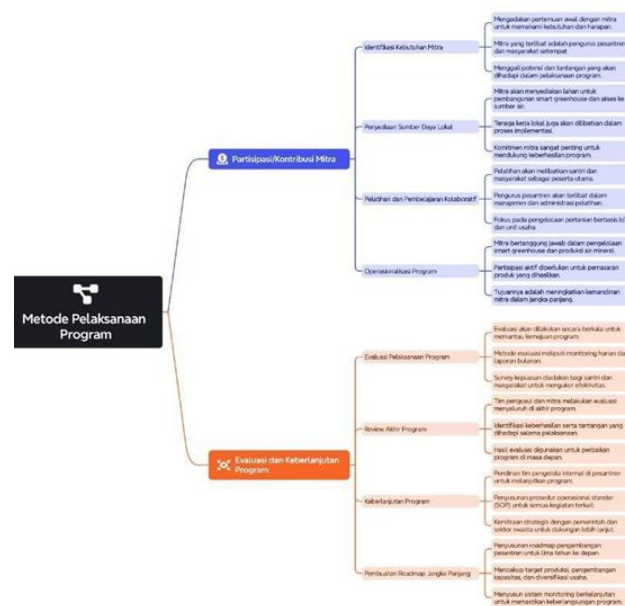 Metode Pelaksanaan
Program
Partisipasi/Kontribusi Mitra
Identifikasi Kebutuhan Mitra
Mengadakan pertemuan awal dengan mitra
untuk memahami kebutuhan dan harapan.
Mitra yang terlibat adalah pengurus pesantren
dan masyarakat setempat.
Menggali potensi dan tantangan yang akan
dihadapi dalam pelaksanaan program.
Penyediaan Sumber Daya Lokal
Mitra akan menyediakan lahan untuk
pembangunan smart greenhouse dan akses ke
sumber air.
Tenaga kerja lokal juga akan dilibatkan dalam
proses implementasi.
Komitmen mitra sangat penting untuk
mendukung keberhasilan program.
Pelatihan dan Pembelajaran Kolaboratif
Pelatihan akan melibatkan santri dan
masyarakat sebagai peserta utama.
Pengurus pesantren akan terlibat dalam
manajemen dan administrasi pelatihan.
Fokus pada pengelolaan pertanian berbasis
dan unit usaha
Operasionalisasi Program
Mitra bertanggung jawab dalam pengelolaan
smart greenhouse dan produksi air mineral.
Partisipasi aktif diperlukan untuk pemasaran
produk yang dihasilkan.
Tujuannya adalah meningkatkan kemandirian
mitra dalam jangka panjang.
Evaluasi dan Keberlanjutan
Program
Evaluasi Pelaksanaan Program
Evaluasi akan dilakukan secara berkala untuk
memantau kemajuan program.
Metode evaluasi meliputi monitoring harian
laporan bulanan.
Survey kepuasan diadakan bagi santri dan
masyarakat untuk mengukur efektivitas.
Review Akhir Program
Tim pengusul dan mitra melakukan evaluasi
menyeluruh di akhir program.
Identifikasi keberhasilan serta tantangan yang
dihadapi selama pelaksanaan.
Hasil evaluasi digunakan untuk perbaikan
program di masa depan.
Keberlanjutan Program
Pendirian tim pengelola internal di pesantren
untuk melanjutkan program.
Penyusunan prosedur operasional standar
(SOP) untuk semua kegiatan terkait.
Kemitraan strategis dengan pemerintah dan
sektor swasta untuk dukungan lebih lanjut.
Pembuatan Roadmap Jangka Panjang
Penyusunan roadmap pengembangan
pesantren untuk lima tahun ke depan.
Mencakup target produksi, pengembangan
kapasitas, dan diversifikasi usaha.
Menyusun sistem monitoring berkelanjutan
untuk memastikan keberlangsungan program.